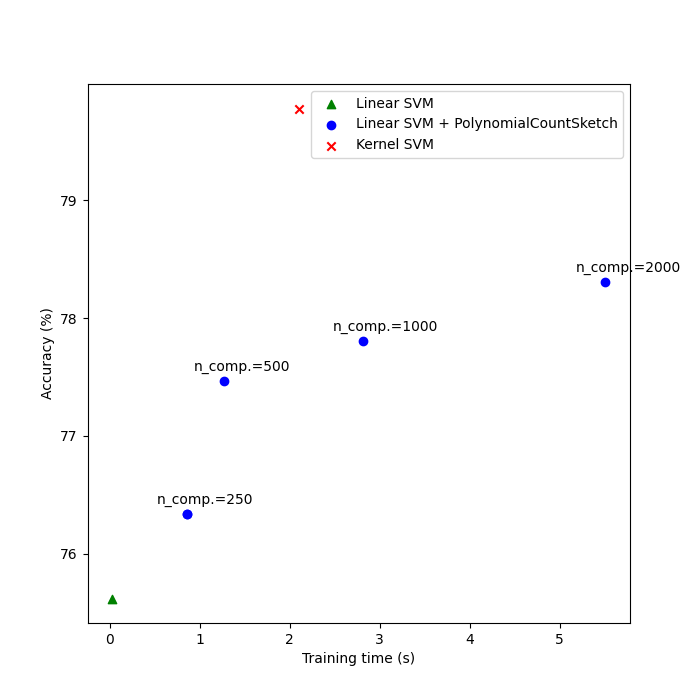 Linear SVM
Linear SVM + PolynomialCountSketch
Kernel SVM
79
78
77
76
n_comp.=2000
n_comp.=1000
n_comp.=500
n_comp.=250
Accuracy (%)
0 1 2 3 4 5
Training time (s)